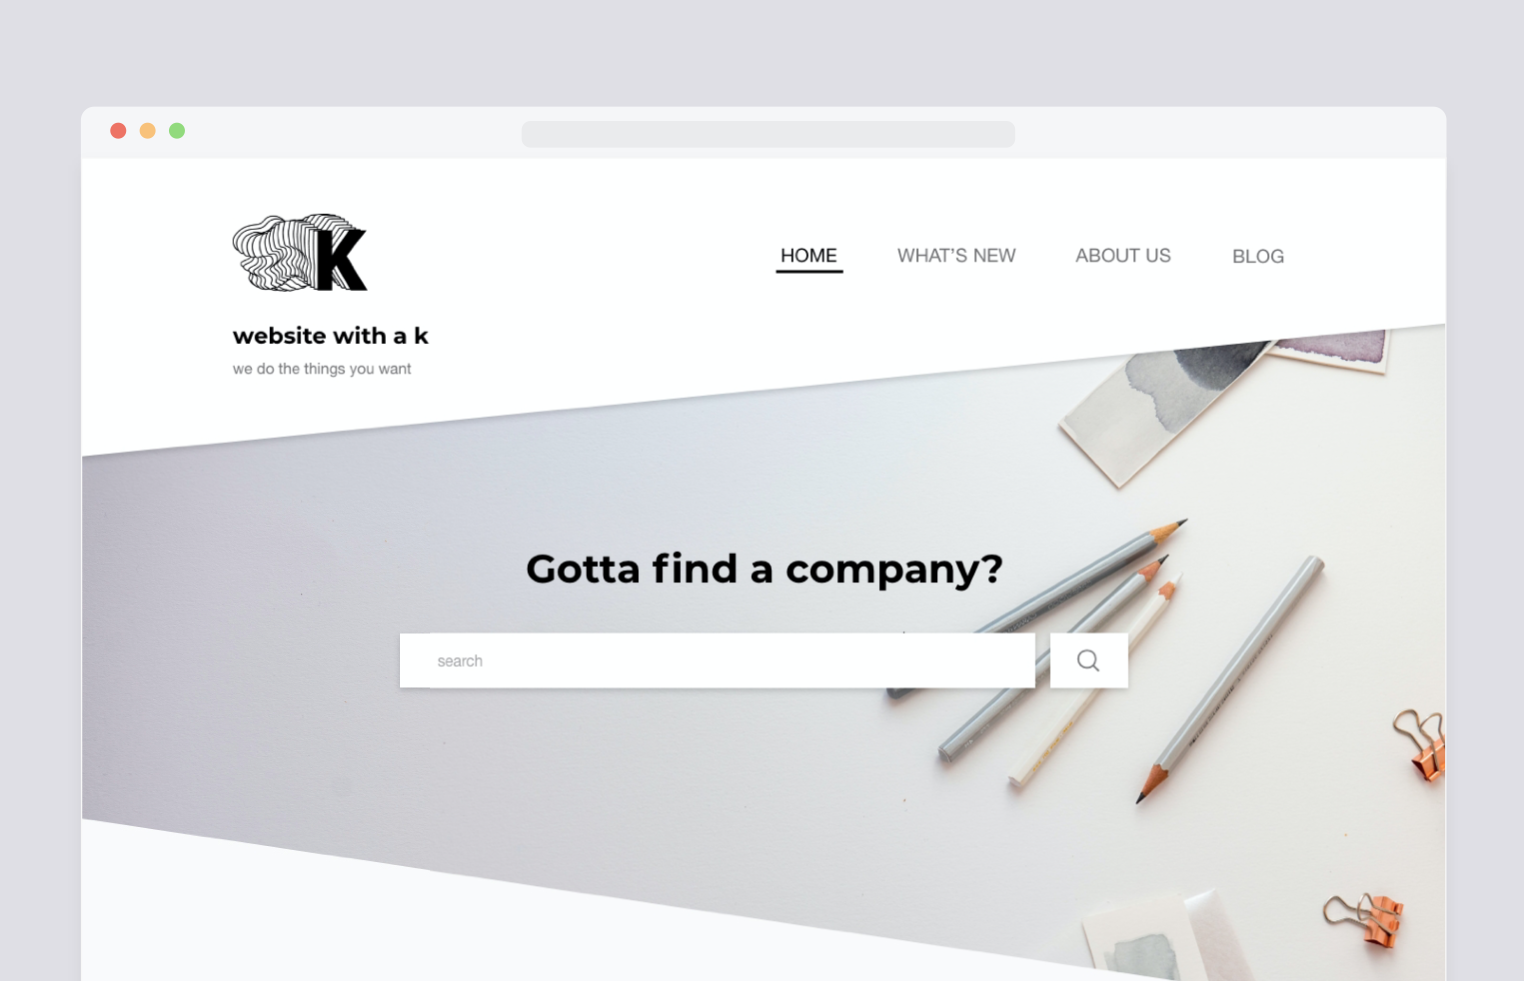 K
website with a k
we do the things you want
HOME
WHAT'S NEW
ABOUT US
BLOG
Gotta find a company?
search